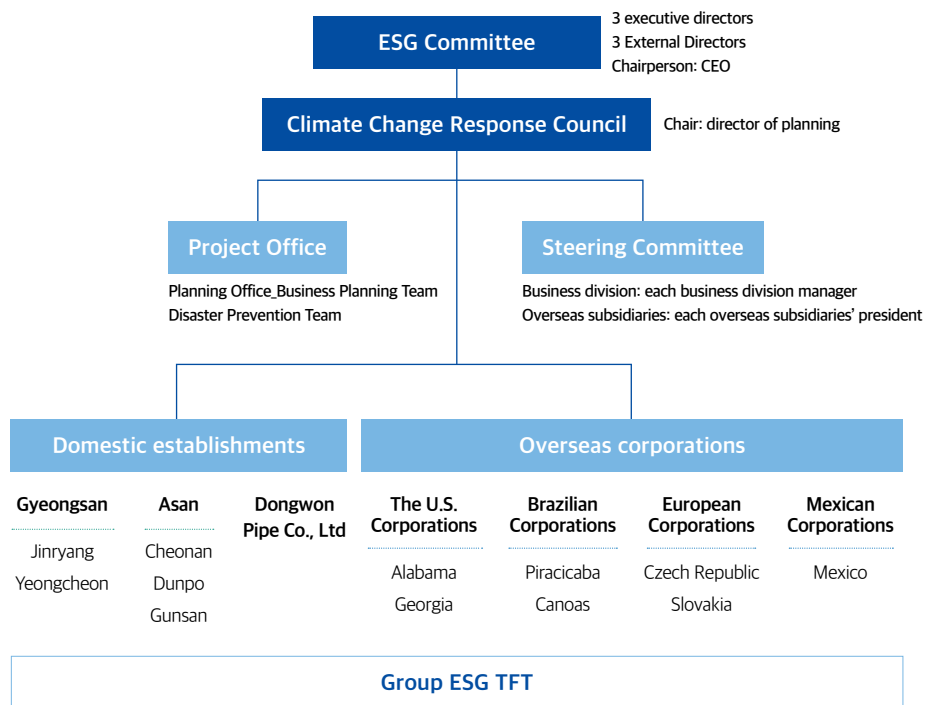 ESG Committee
3 executive directors
3 External Directors
Chairperson: CEO
Climate Change Response Council
Chair: director of planning
Project Office
Planning Office_Business Planning Team
Disaster Prevention Team
Steering Committee
Business division: each business division manager
Overseas subsidiaries: each overseas subsidiaries’ president
Domestic establishments
Gyeongsan
Jinryang
Yeongcheon
Asan
Cheonan
Dunpo
Gunsan
Dongwon
Pipe Co., Ltd
Overseas corporations
The U.S.
Corporations
Alabama
Georgia
Brazilian
Corporations
Piracicaba
Canoas
European
Corporations
Czech Republic
Slovakia
Mexican
Corporations
Mexico
Group ESG TFT